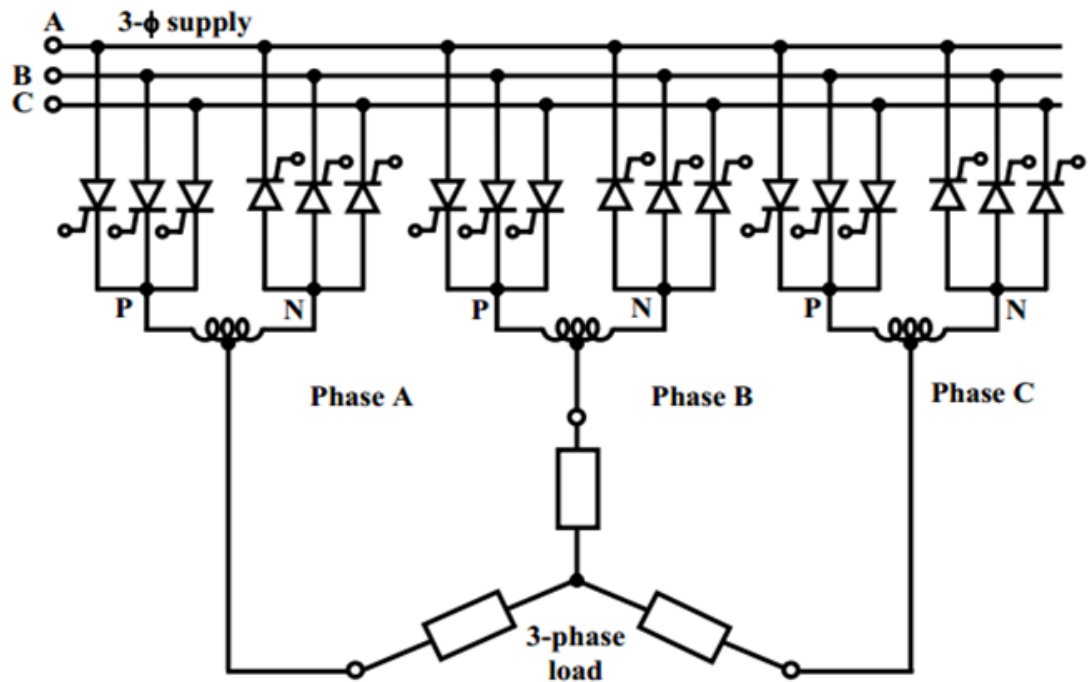 A
3-ϕ supply
B
C
P
N
P
N
P
N
Phase A
Phase B
Phase C
3-phase
load